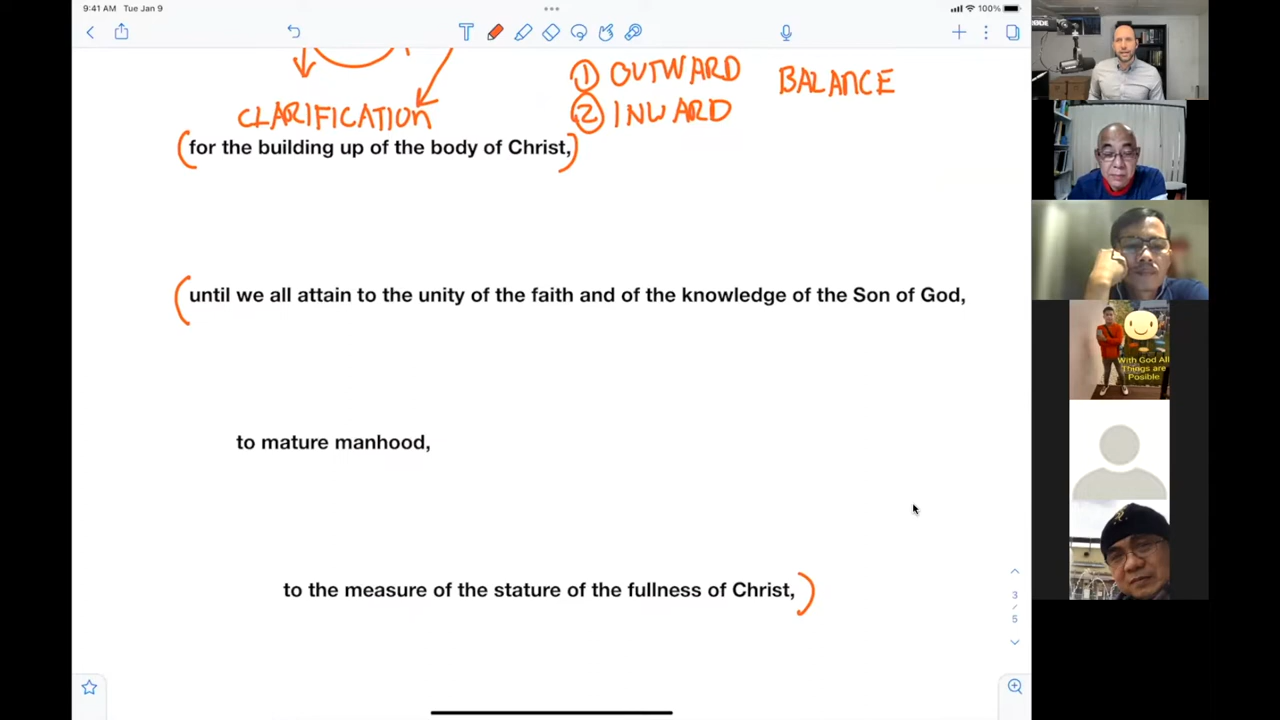 9:41 AM Tue Jan 9
100%
① OUTWARD BALANCE
② INWARD
CLARIFICATION
(for the building up of the body of Christ,)
(until we all attain to the unity of the faith and of the knowledge of the Son of God,
to mature manhood,
to the measure of the stature of the fullness of Christ,)
3
/
5
With God All
Things are
Posible